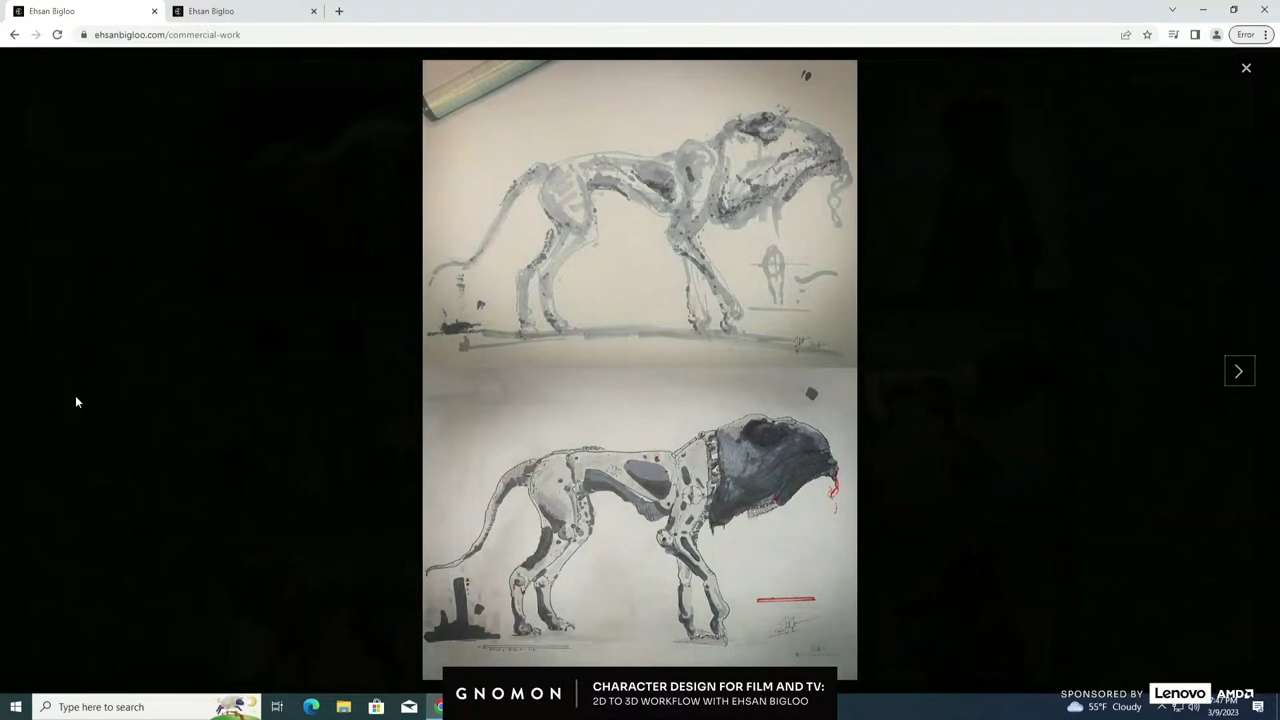 Ehsan Bigloo
Ehsan Bigloo
ehsanbigloo.com/commercial-work
Error
GNOMON
CHARACTER DESIGN FOR FILM AND TV:
2D TO 3D WORKFLOW WITH EHSAN BIGLOO
SPONSORED BY Lenovo AMD
Type here to search
55°F Cloudy
3/9/2023